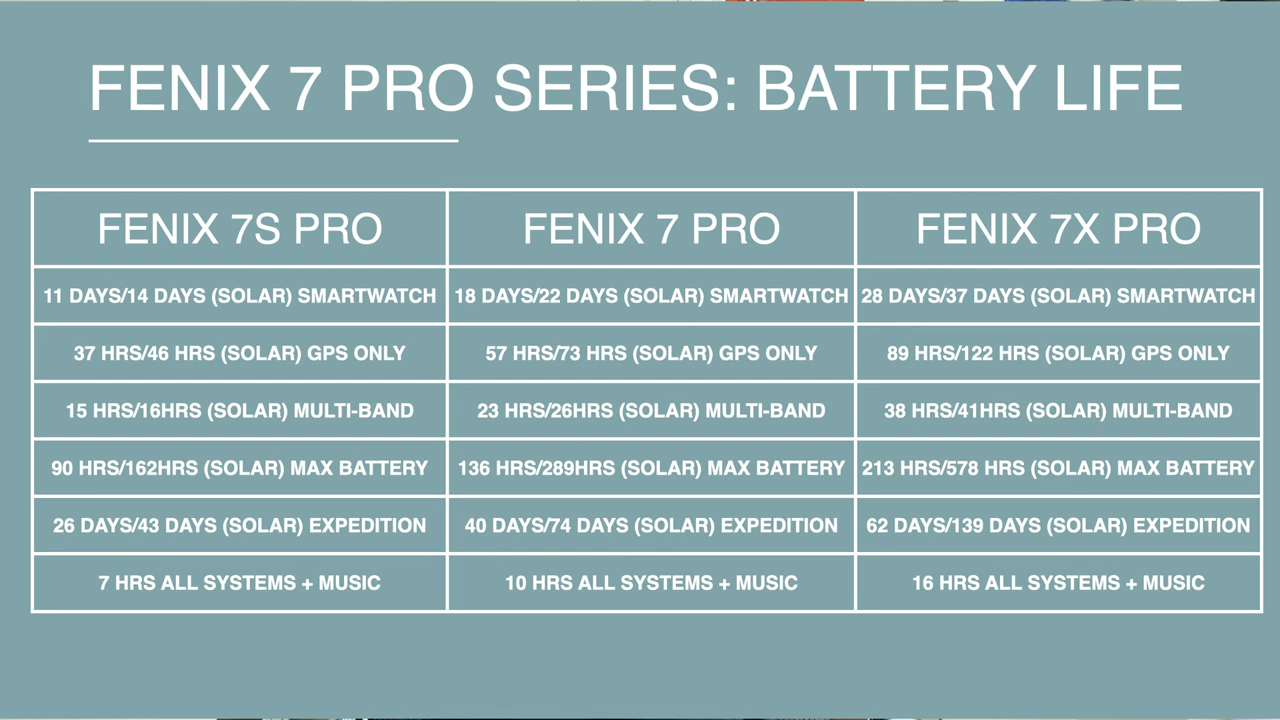 FENIX 7 PRO SERIES: BATTERY LIFE
FENIX 7S PRO FENIX 7 PRO FENIX 7X PRO
11 DAYS/14 DAYS (SOLAR) SMARTWATCH 18 DAYS/22 DAYS (SOLAR) SMARTWATCH 28 DAYS/37 DAYS (SOLAR) SMARTWATCH
37 HRS/46 HRS (SOLAR) GPS ONLY 57 HRS/73 HRS (SOLAR) GPS ONLY 89 HRS/122 HRS (SOLAR) GPS ONLY
15 HRS/16HRS (SOLAR) MULTI-BAND 23 HRS/26HRS (SOLAR) MULTI-BAND 38 HRS/41HRS (SOLAR) MULTI-BAND
90 HRS/162HRS (SOLAR) MAX BATTERY 136 HRS/289HRS (SOLAR) MAX BATTERY 213 HRS/578 HRS (SOLAR) MAX BATTERY
26 DAYS/43 DAYS (SOLAR) EXPEDITION 40 DAYS/74 DAYS (SOLAR) EXPEDITION 62 DAYS/139 DAYS (SOLAR) EXPEDITION
7 HRS ALL SYSTEMS + MUSIC 10 HRS ALL SYSTEMS + MUSIC 16 HRS ALL SYSTEMS + MUSIC